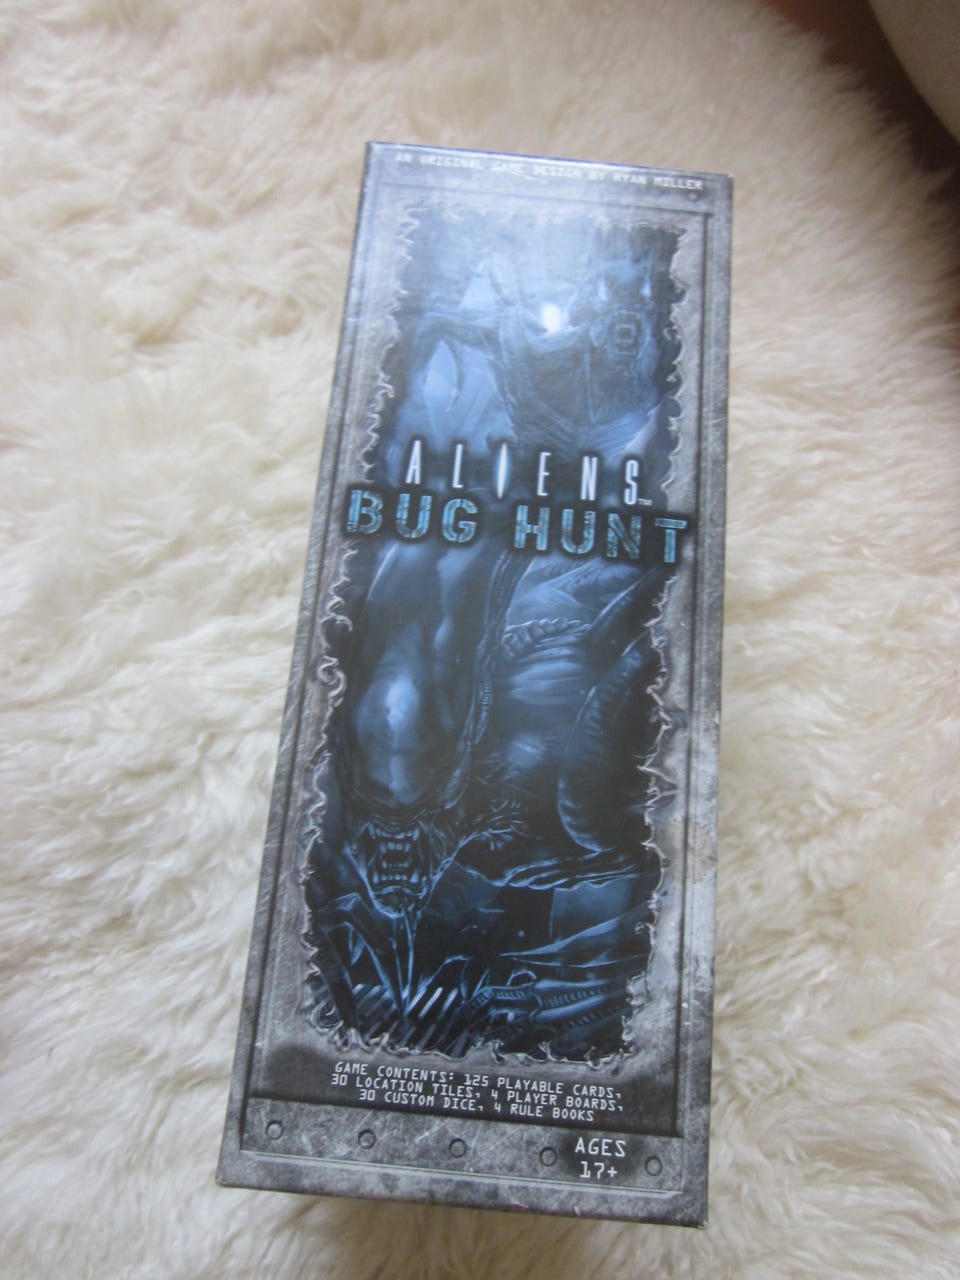 AN ORIGINAL GAME DESIGN BY RYAN MILLER
ALIENS™
BUG HUNT
GAME CONTENTS: 125 PLAYABLE CARDS,
30 LOCATION TILES, 4 PLAYER BOARDS,
30 CUSTOM DICE, 4 RULE BOOKS
AGES
17+